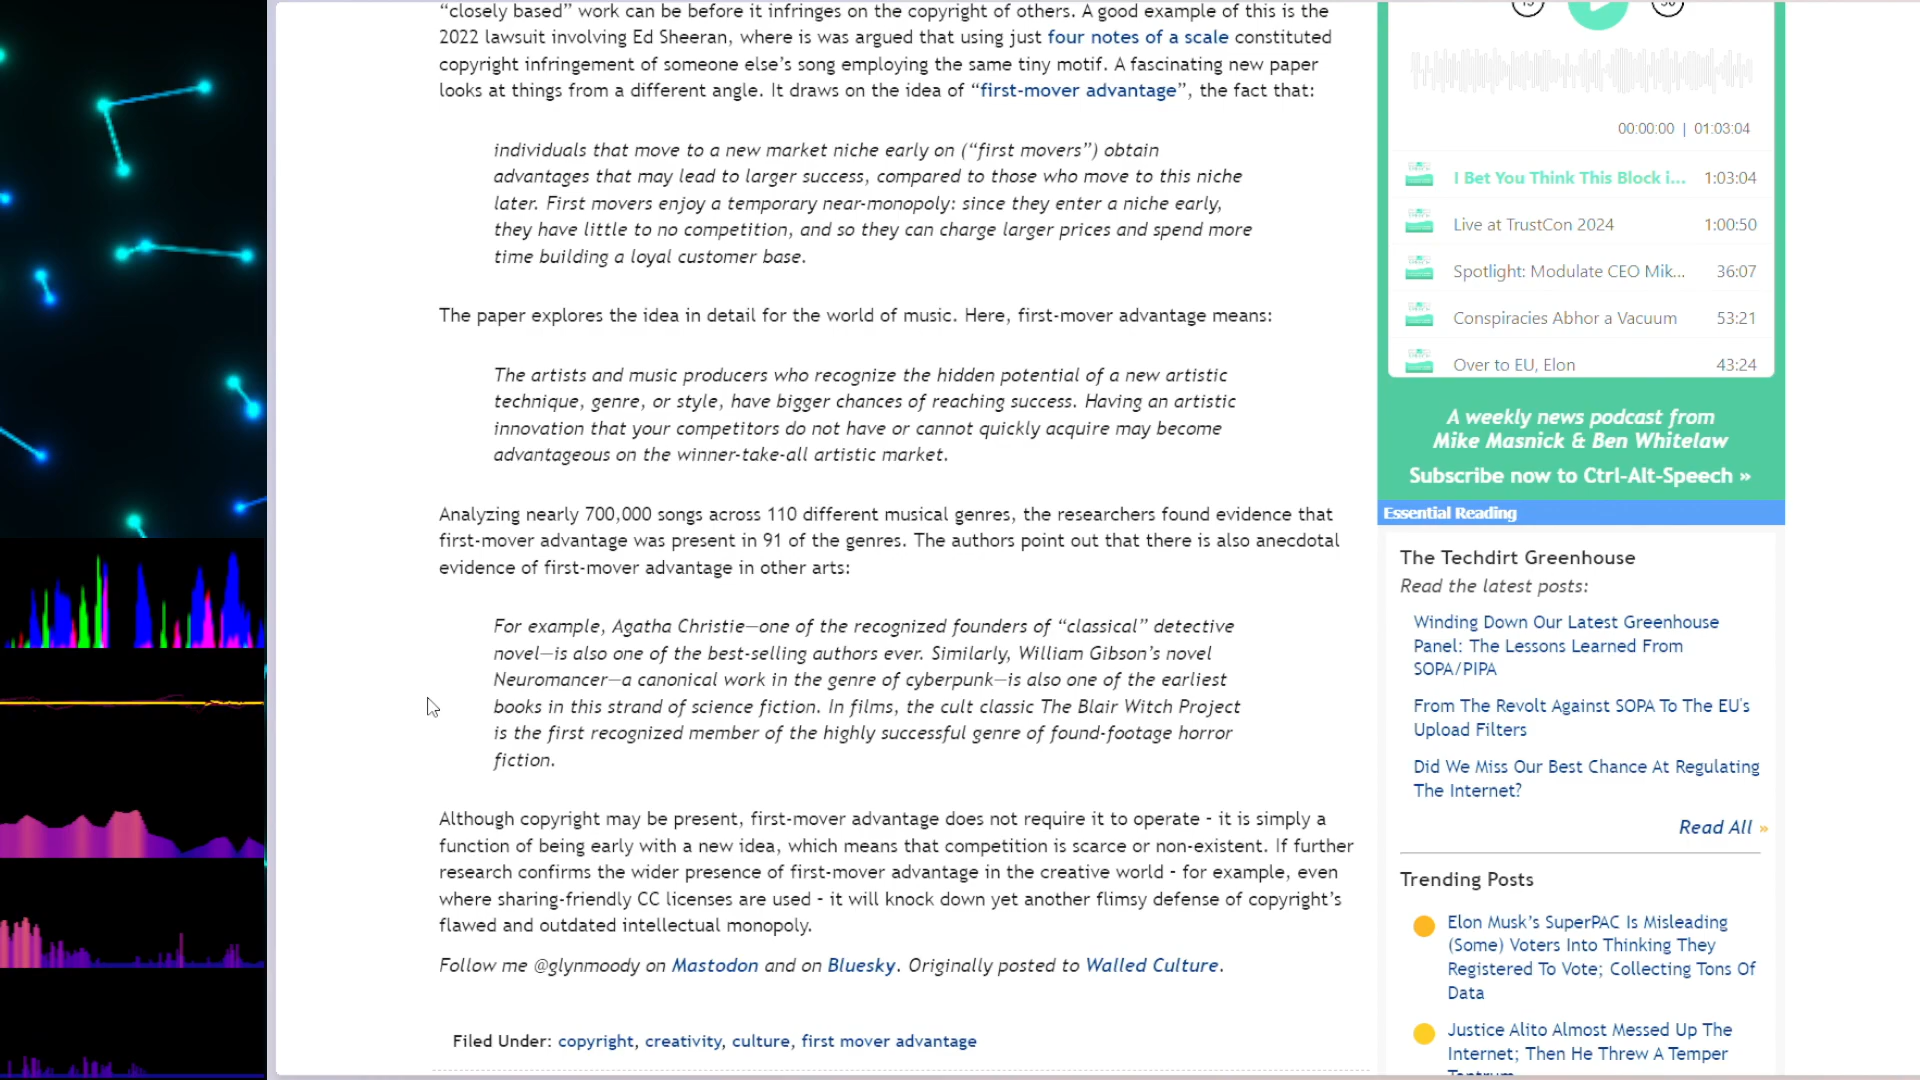 “closely based” work can be before it infringes on the copyright of others. A good example of this is the
2022 lawsuit involving Ed Sheeran, where is was argued that using just four notes of a scale constituted
copyright infringement of someone else’s song employing the same tiny motif. A fascinating new paper
looks at things from a different angle. It draws on the idea of “first-mover advantage”, the fact that:
individuals that move to a new market niche early on (“first movers”) obtain
advantages that may lead to larger success, compared to those who move to this niche
later. First movers enjoy a temporary near-monopoly: since they enter a niche early,
they have little to no competition, and so they can charge larger prices and spend more
time building a loyal customer base.
The paper explores the idea in detail for the world of music. Here, first-mover advantage means:
The artists and music producers who recognize the hidden potential of a new artistic
technique, genre, or style, have bigger chances of reaching success. Having an artistic
innovation that your competitors do not have or cannot quickly acquire may become
advantageous on the winner-take-all artistic market.
Analyzing nearly 700,000 songs across 110 different musical genres, the researchers found evidence that
first-mover advantage was present in 91 of the genres. The authors point out that there is also anecdotal
evidence of first-mover advantage in other arts:
For example, Agatha Christie—one of the recognized founders of “classical” detective
novel—is also one of the best-selling authors ever. Similarly, William Gibson’s novel
Neuromancer—a canonical work in the genre of cyberpunk—is also one of the earliest
books in this strand of science fiction. In films, the cult classic The Blair Witch Project
is the first recognized member of the highly successful genre of found-footage horror
fiction.
Although copyright may be present, first-mover advantage does not require it to operate – it is simply a
function of being early with a new idea, which means that competition is scarce or non-existent. If further
research confirms the wider presence of first-mover advantage in the creative world – for example, even
where sharing-friendly CC licenses are used – it will knock down yet another flimsy defense of copyright’s
flawed and outdated intellectual monopoly.
Follow me @glynmoody on Mastodon and on Bluesky. Originally posted to Walled Culture.
Filed Under: copyright, creativity, culture, first mover advantage
00:00:00 | 01:03:04
I Bet You Think This Block i... 1:03:04
Live at TrustCon 2024 1:00:50
Spotlight: Modulate CEO Mik... 36:07
Conspiracies Abhor a Vacuum 53:21
Over to EU, Elon 43:24
A weekly news podcast from
Mike Masnick & Ben Whitelaw
Subscribe now to Ctrl-Alt-Speech »
Essential Reading
The Techdirt Greenhouse
Read the latest posts:
Winding Down Our Latest Greenhouse
Panel: The Lessons Learned From
SOPA/PIPA
From The Revolt Against SOPA To The EU's
Upload Filters
Did We Miss Our Best Chance At Regulating
The Internet?
Read All »
Trending Posts
Elon Musk’s SuperPAC Is Misleading
(Some) Voters Into Thinking They
Registered To Vote; Collecting Tons Of
Data
Justice Alito Almost Messed Up The
Internet; Then He Threw A Temper